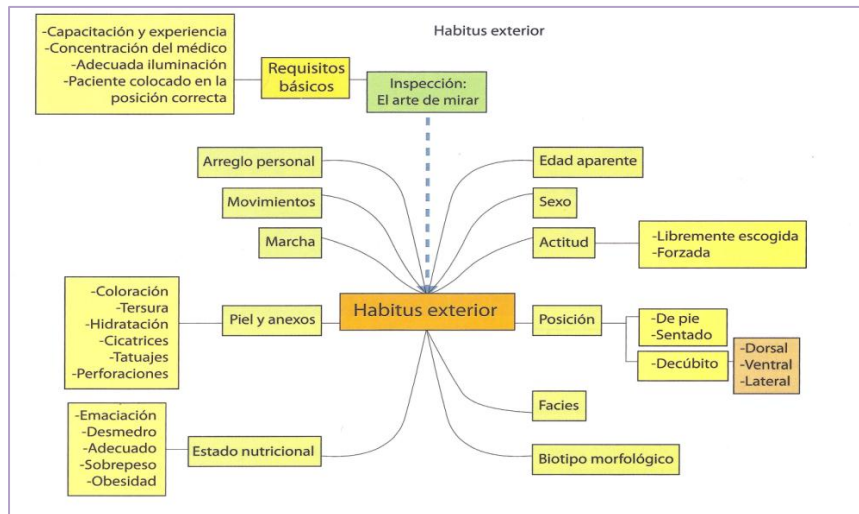 Habitus exterior
-Capacitación y experiencia
-Concentración del médico
-Adecuada iluminación
-Paciente colocado en la
posición correcta
Requisitos
básicos
Inspección:
El arte de mirar
Arreglo personal
Movimientos
Marcha
Edad aparente
Sexo
Actitud
-Libremente escogida
-Forzada
-Coloración
-Tersura
-Hidratación
-Cicatrices
-Tatuajes
-Perforaciones
Piel y anexos
Habitus exterior
Posición
-De pie
-Sentado
-Decúbito
-Dorsal
-Ventral
-Lateral
-Emaciación
-Desmedro
-Adecuado
-Sobrepeso
-Obesidad
Estado nutricional
Facies
Biotipo morfológico